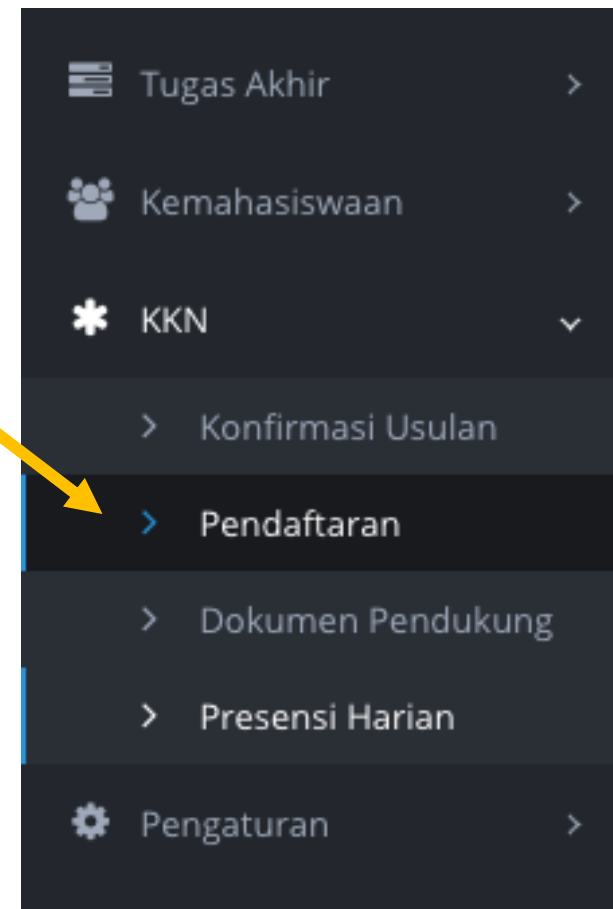 Tugas Akhir
Kemahasiswaan
KKN
Konfirmasi Usulan
Pendaftaran
Dokumen Pendukung
Presensi Harian
Pengaturan